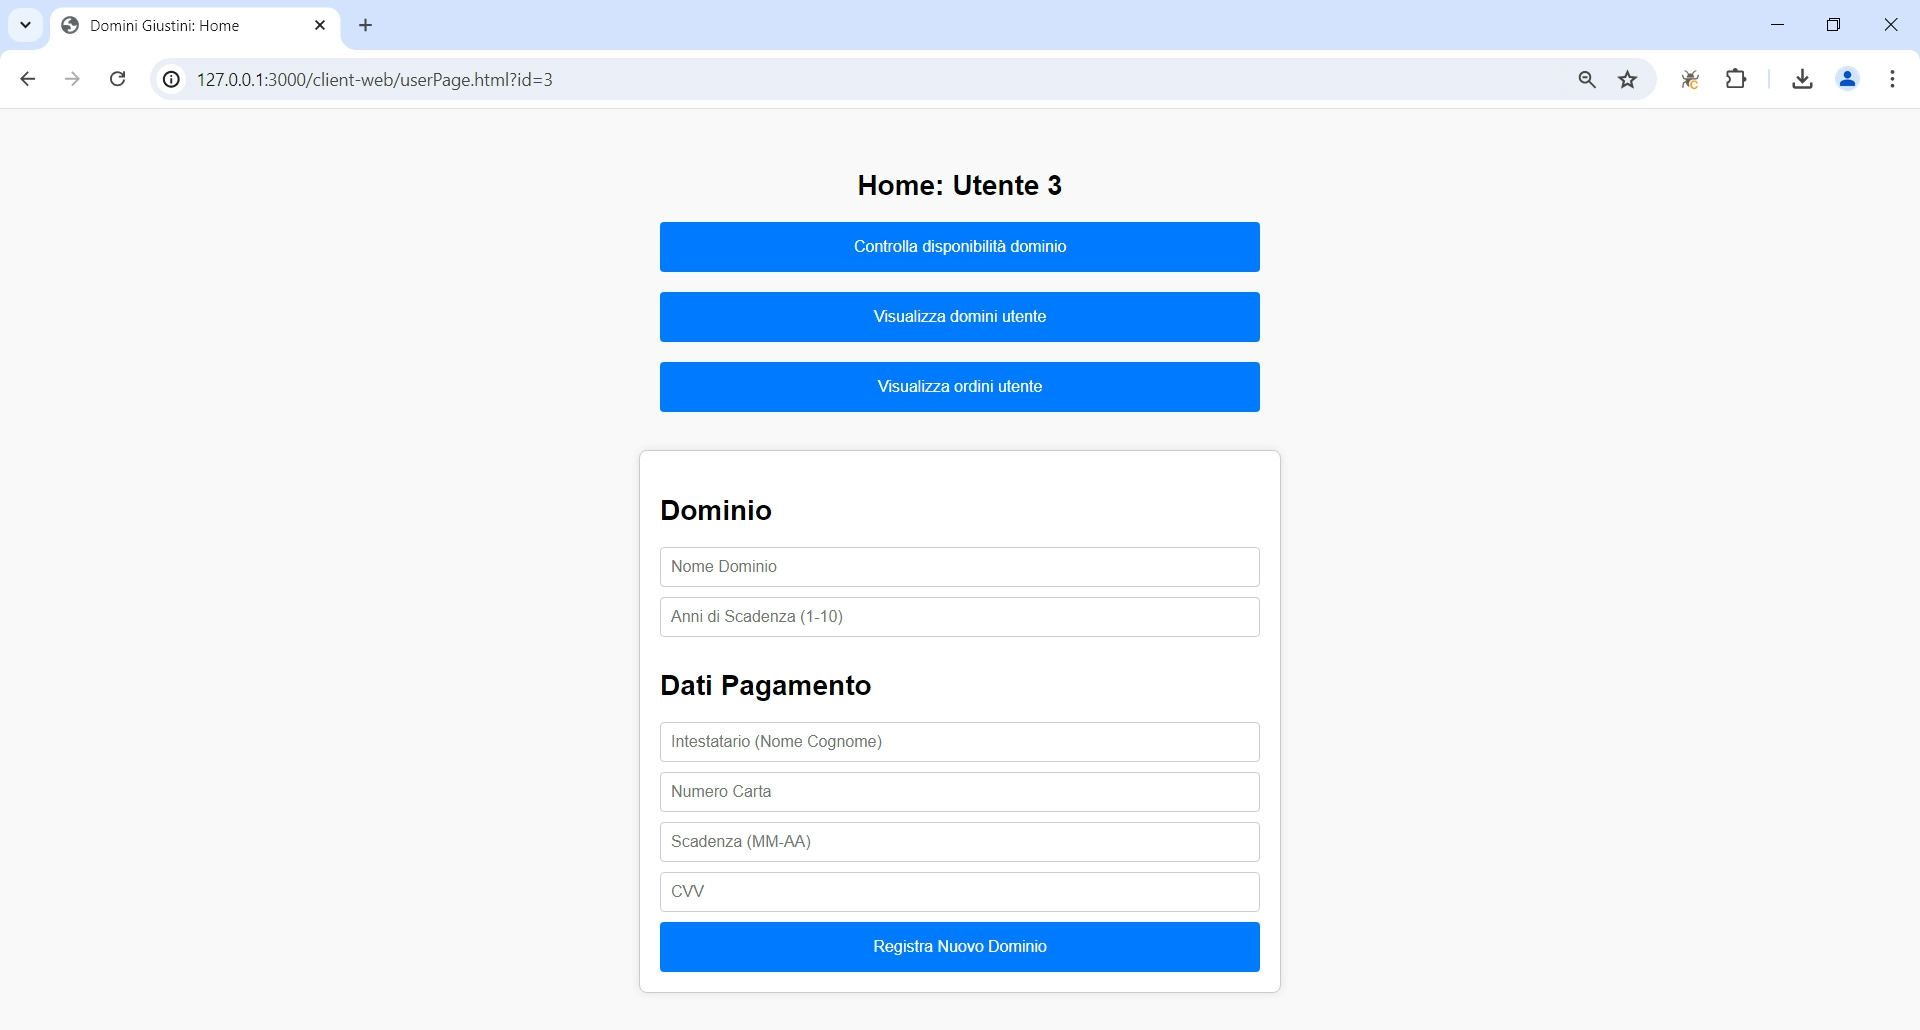 Domini Giustini: Home
127.0.0.1:3000/client-web/userPage.html?id=3
Home: Utente 3
Controlla disponibilità dominio
Visualizza domini utente
Visualizza ordini utente
Dominio
Nome Dominio
Anni di Scadenza (1-10)
Dati Pagamento
Intestatario (Nome Cognome)
Numero Carta
Scadenza (MM-AA)
CVV
Registra Nuovo Dominio